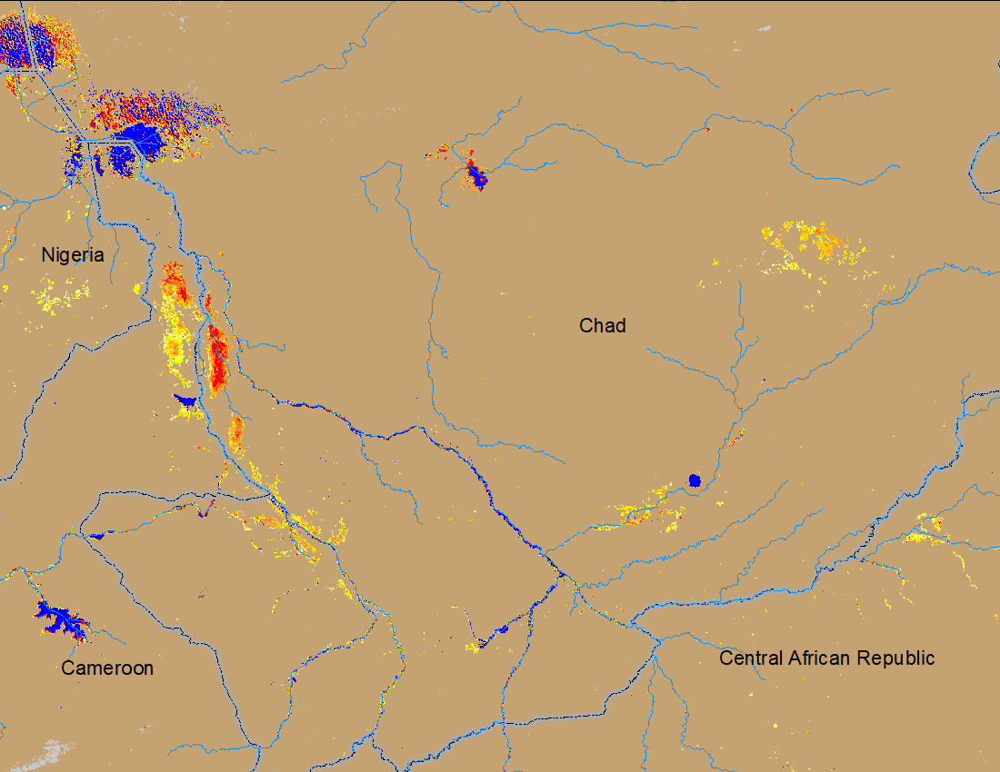 Nigeria
Chad
Central African Republic
Cameroon